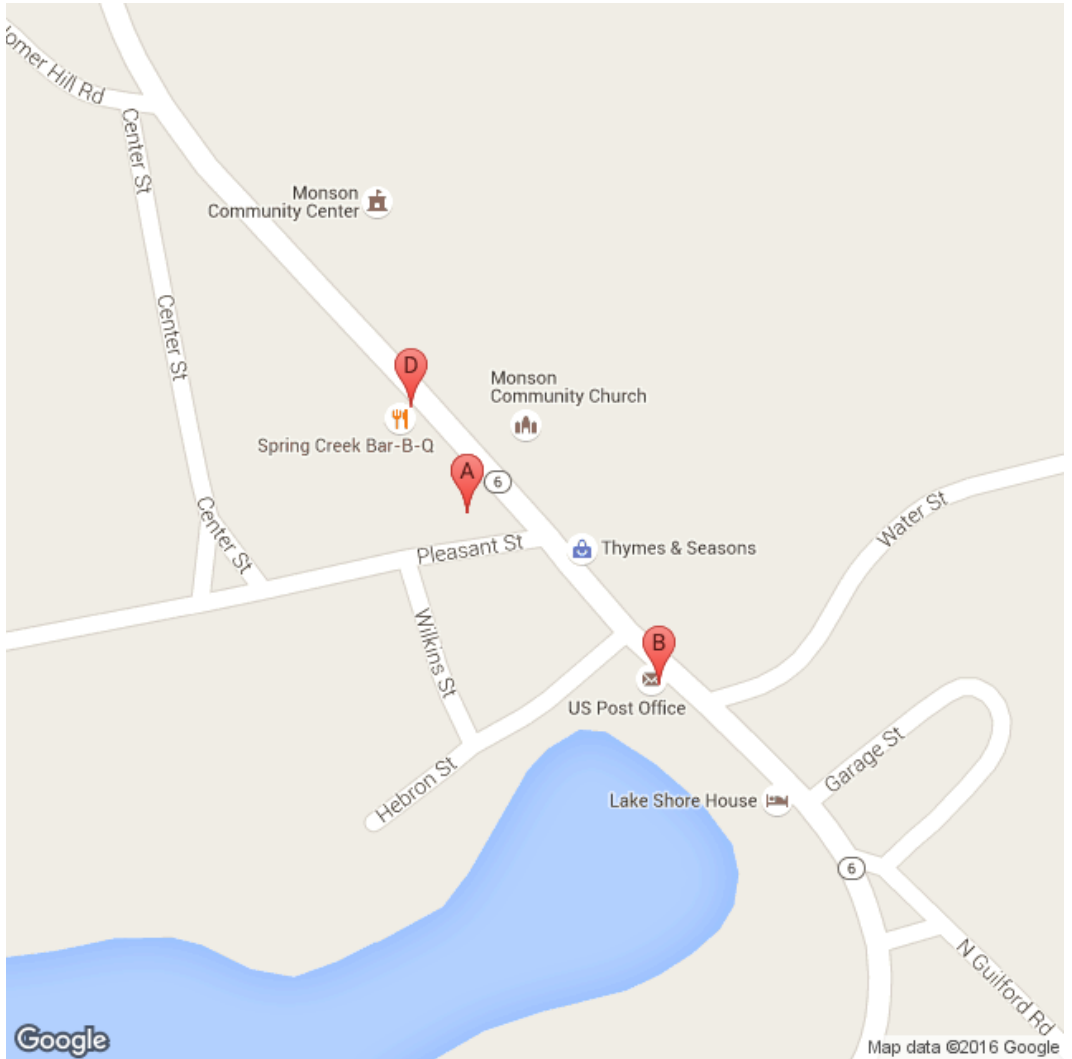 Homer Hill Rd
Center St
Monson
Community Center
Center St
D
Monson
Community Church
Spring Creek Bar-B-Q
A
6
Center St
Pleasant St
Thymes & Seasons
Water St
Wilkins St
B
US Post Office
Garage St
Hebron St
Lake Shore House
6
N Guilford Rd
Google
Map data ©2016 Google